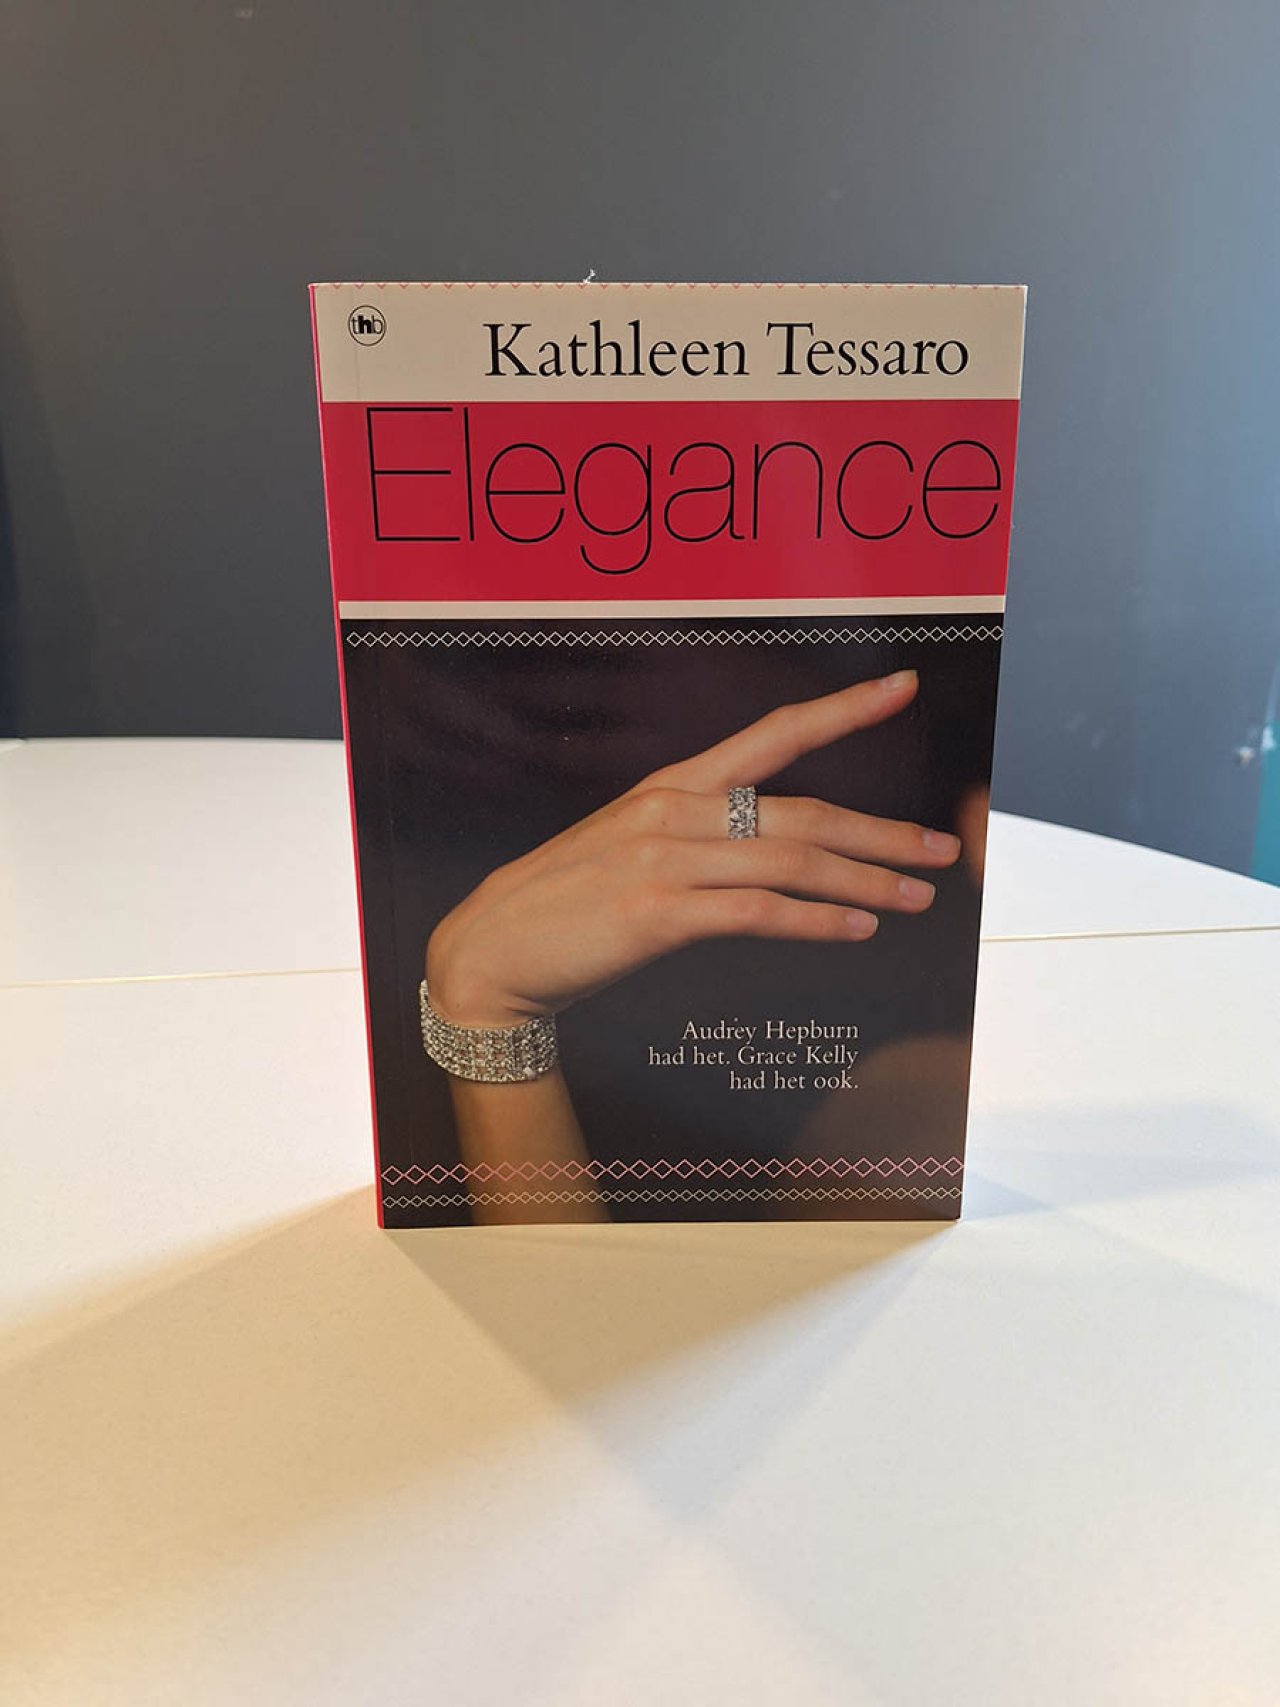 thb
Kathleen Tessaro
Elegance
Audrey Hepburn
had het. Grace Kelly
had het ook.